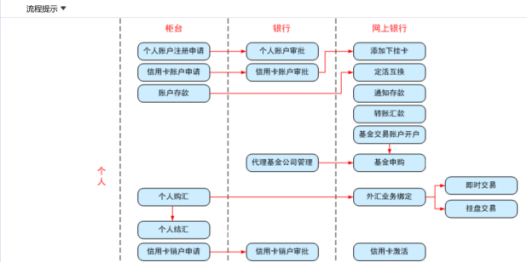 流程提示
柜台 银行 网上银行
个人账户注册申请 个人账户审批 添加下挂卡
信用卡账户申请 信用卡账户审批 定活互换
账户存款 通知存款
转账汇款
基金交易账户开户
代理基金公司管理 基金申购
个人
即时交易
个人购汇 外汇业务绑定
挂盘交易
个人结汇
信用卡销户申请 信用卡销户审批 信用卡激活